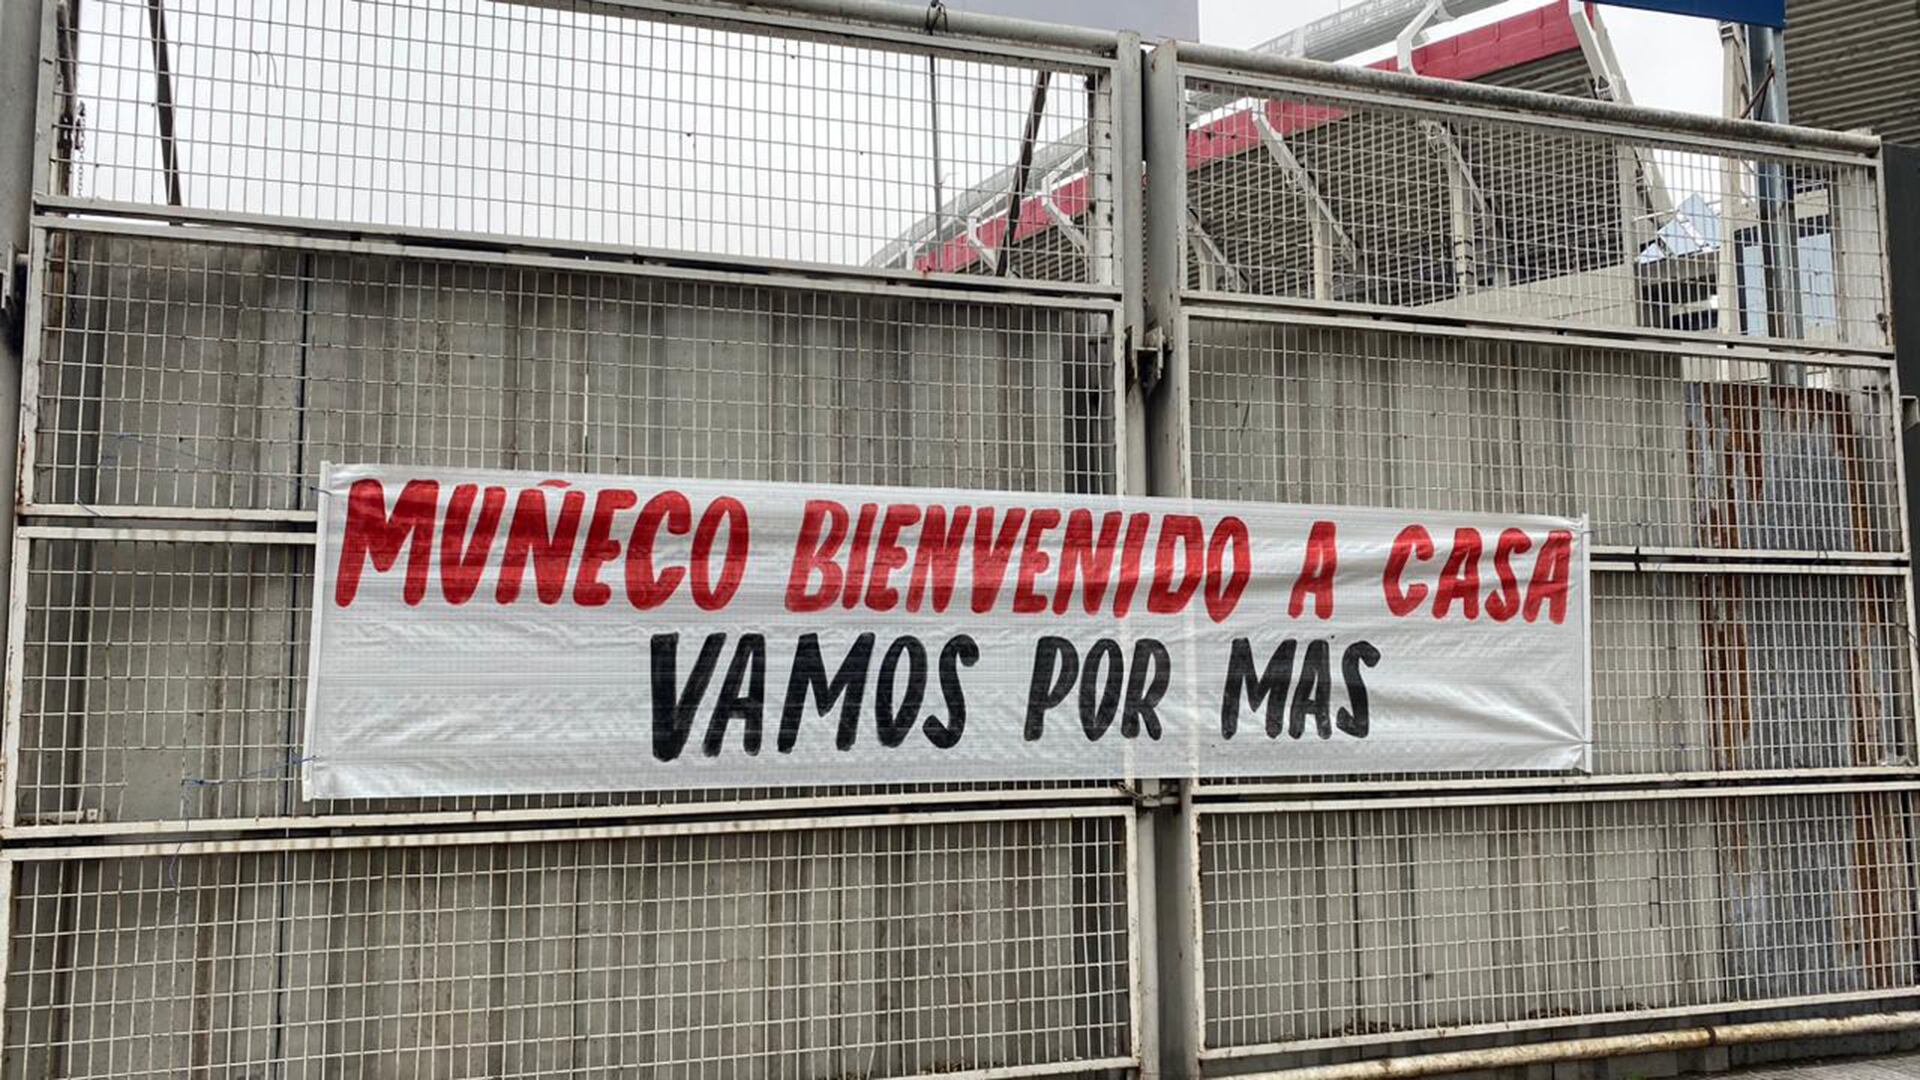 MUÑECO BIENVENIDO A CASA
VAMOS POR MAS